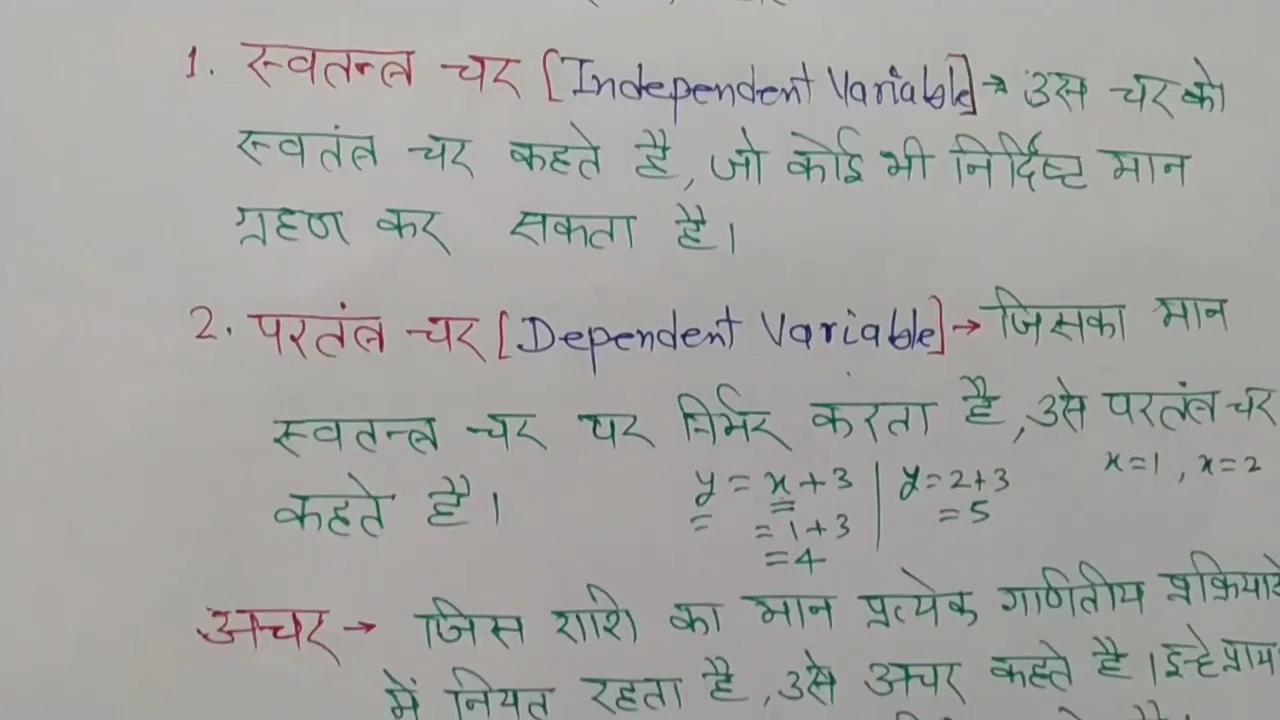 1. स्वतन्त्र चर [Independent Variable] → उस चर को
स्वतंत्र चर कहते है, जो कोई भी निर्दिष्ट मान
ग्रहण कर सकता है।
2. परतंत्र चर [Dependent Variable] → जिसका मान
स्वतन्त्र चर पर निर्भर करता है, उसे परतंत्र चर
x=1, x=2
कहते है।
y = x+3 | y = 2+3
= 1+3 = 5
= 4
अचर → जिस राशि का मान प्रत्येक गणितीय
में नियत रहता है, उसे अचर कहते है। इन्हे